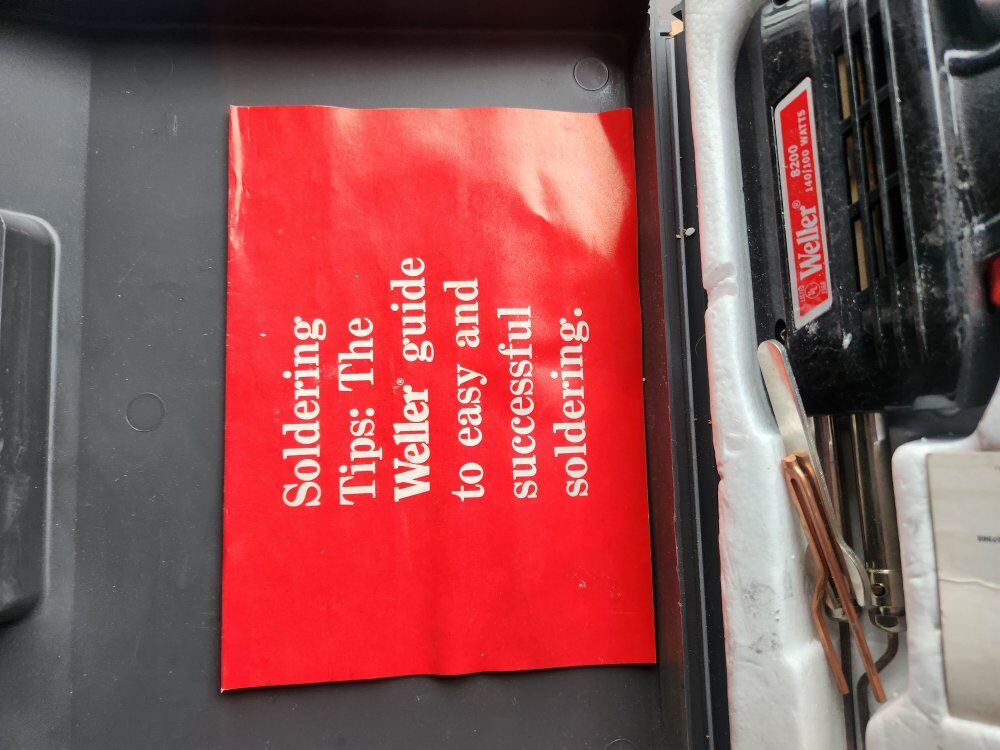 Soldering
Tips: The
Weller® guide
to easy and
successful
soldering.
Weller®
8200
140/100 WATTS